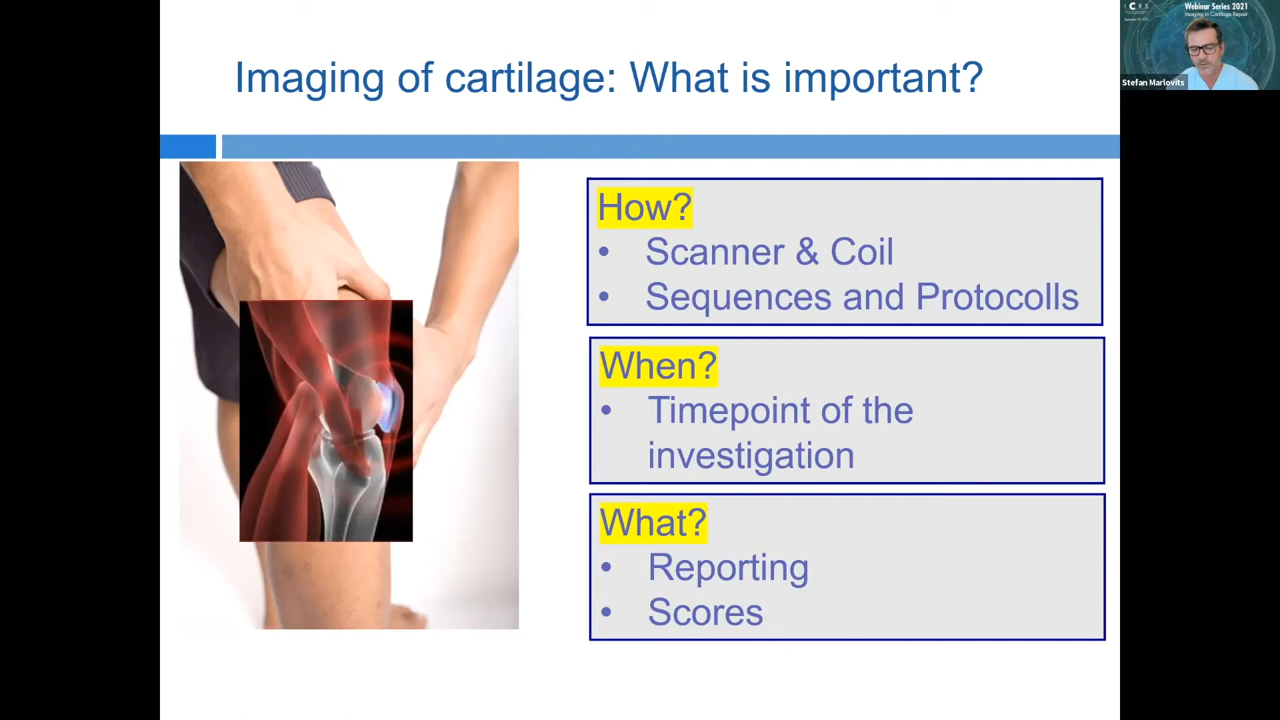 Imaging of cartilage: What is important?
How?
• Scanner & Coil
• Sequences and Protocolls
When?
• Timepoint of the
investigation
What?
• Reporting
• Scores
ICRS
Webinar Series 2021
Imaging in Cartilage Repair
Stefan Marlovits